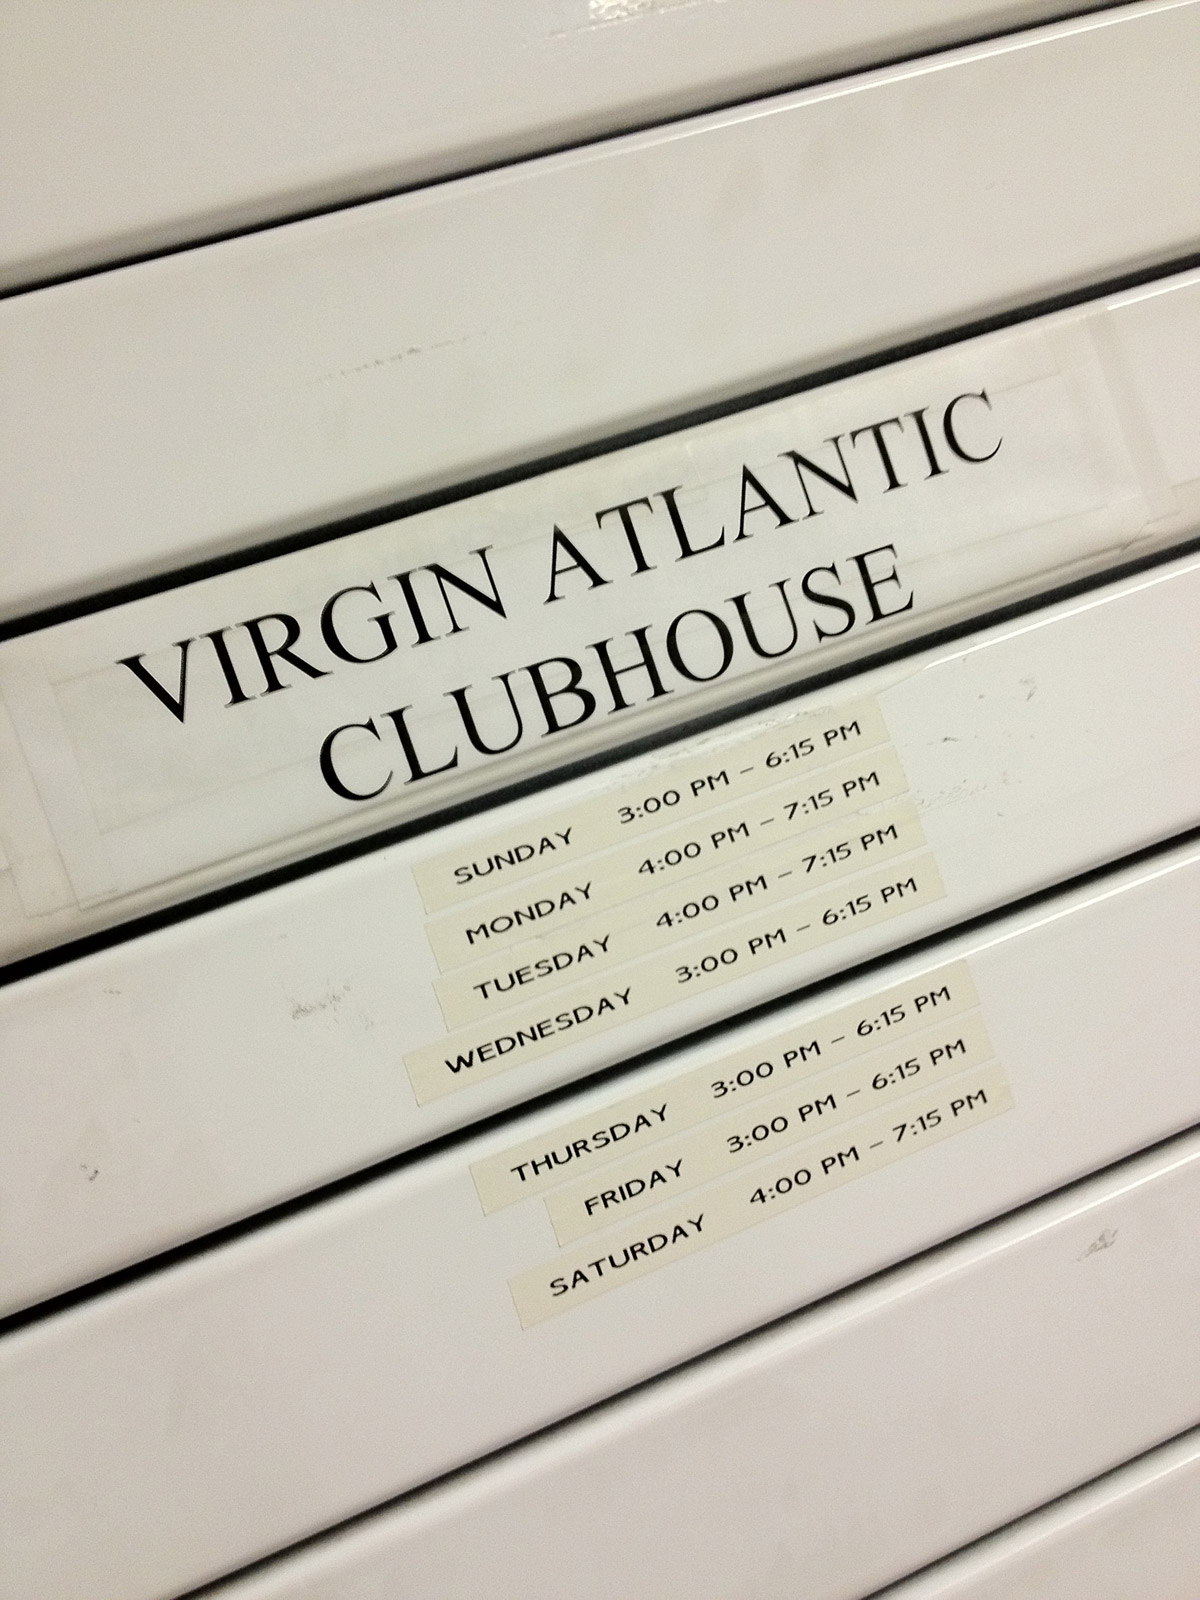 VIRGIN ATLANTIC
CLUBHOUSE
SUNDAY 3:00 PM – 6:15 PM
MONDAY 4:00 PM – 7:15 PM
TUESDAY 4:00 PM – 7:15 PM
WEDNESDAY 3:00 PM – 6:15 PM
THURSDAY 3:00 PM – 6:15 PM
FRIDAY 3:00 PM – 6:15 PM
SATURDAY 4:00 PM – 7:15 PM